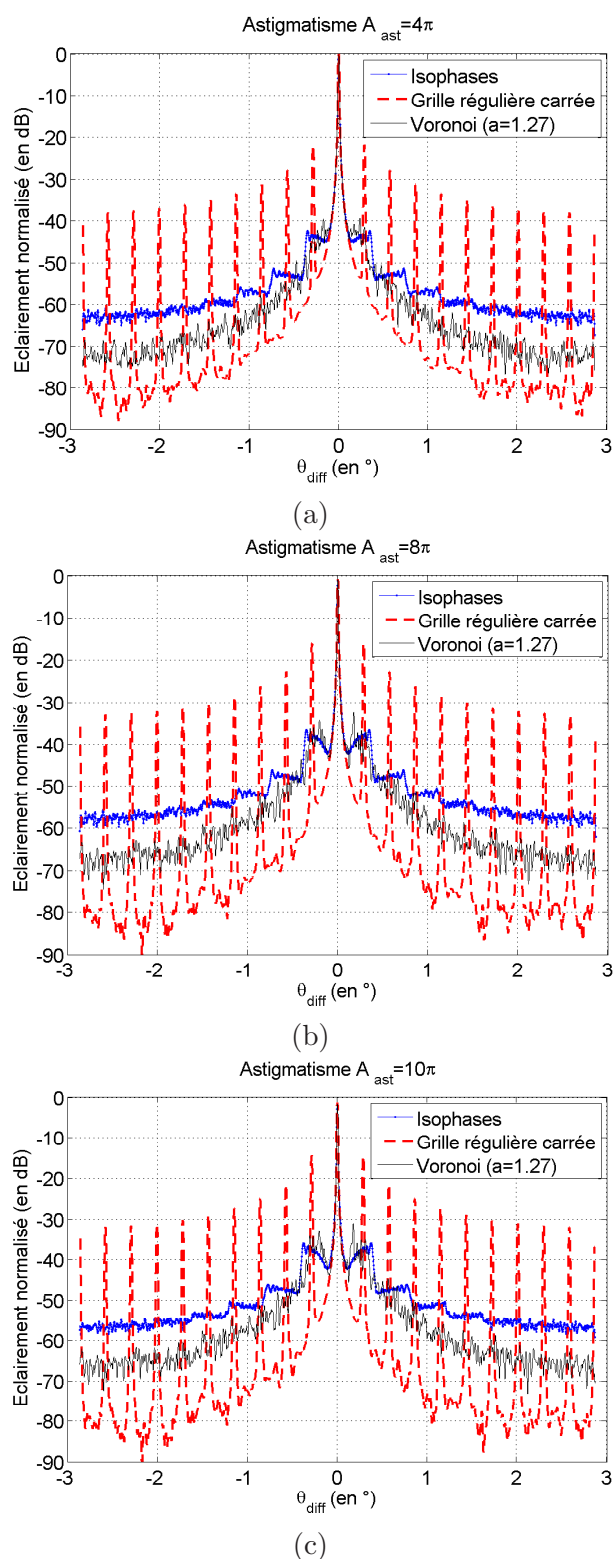 Astigmatisme A ast=4π
0
-10
-20
-30
-40
-50
-60
-70
-80
-90
Eclairement normalisé (en dB)
Isophases
Grille régulière carrée
Voronoi (a=1.27)
-3 -2 -1 0 1 2 3
θdiff (en °)
(a)
Astigmatisme A ast=8π
0
-10
-20
-30
-40
-50
-60
-70
-80
-90
Eclairement normalisé (en dB)
Isophases
Grille régulière carrée
Voronoi (a=1.27)
-3 -2 -1 0 1 2 3
θdiff (en °)
(b)
Astigmatisme A ast=10π
0
-10
-20
-30
-40
-50
-60
-70
-80
-90
Eclairement normalisé (en dB)
Isophases
Grille régulière carrée
Voronoi (a=1.27)
-3 -2 -1 0 1 2 3
θdiff (en °)
(c)